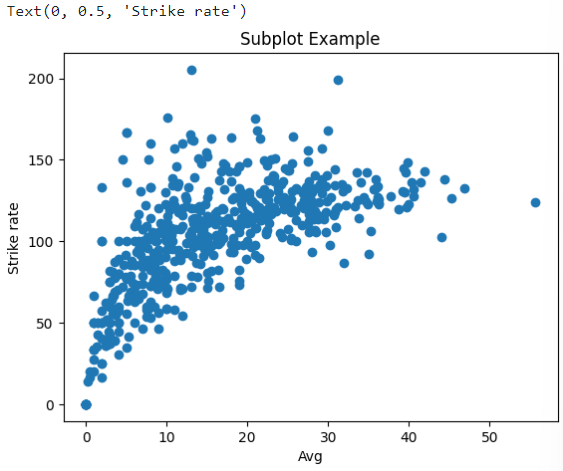 Text(0, 0.5, 'Strike rate')
Subplot Example
200
150
100
50
0
Strike rate
0 10 20 30 40 50
Avg